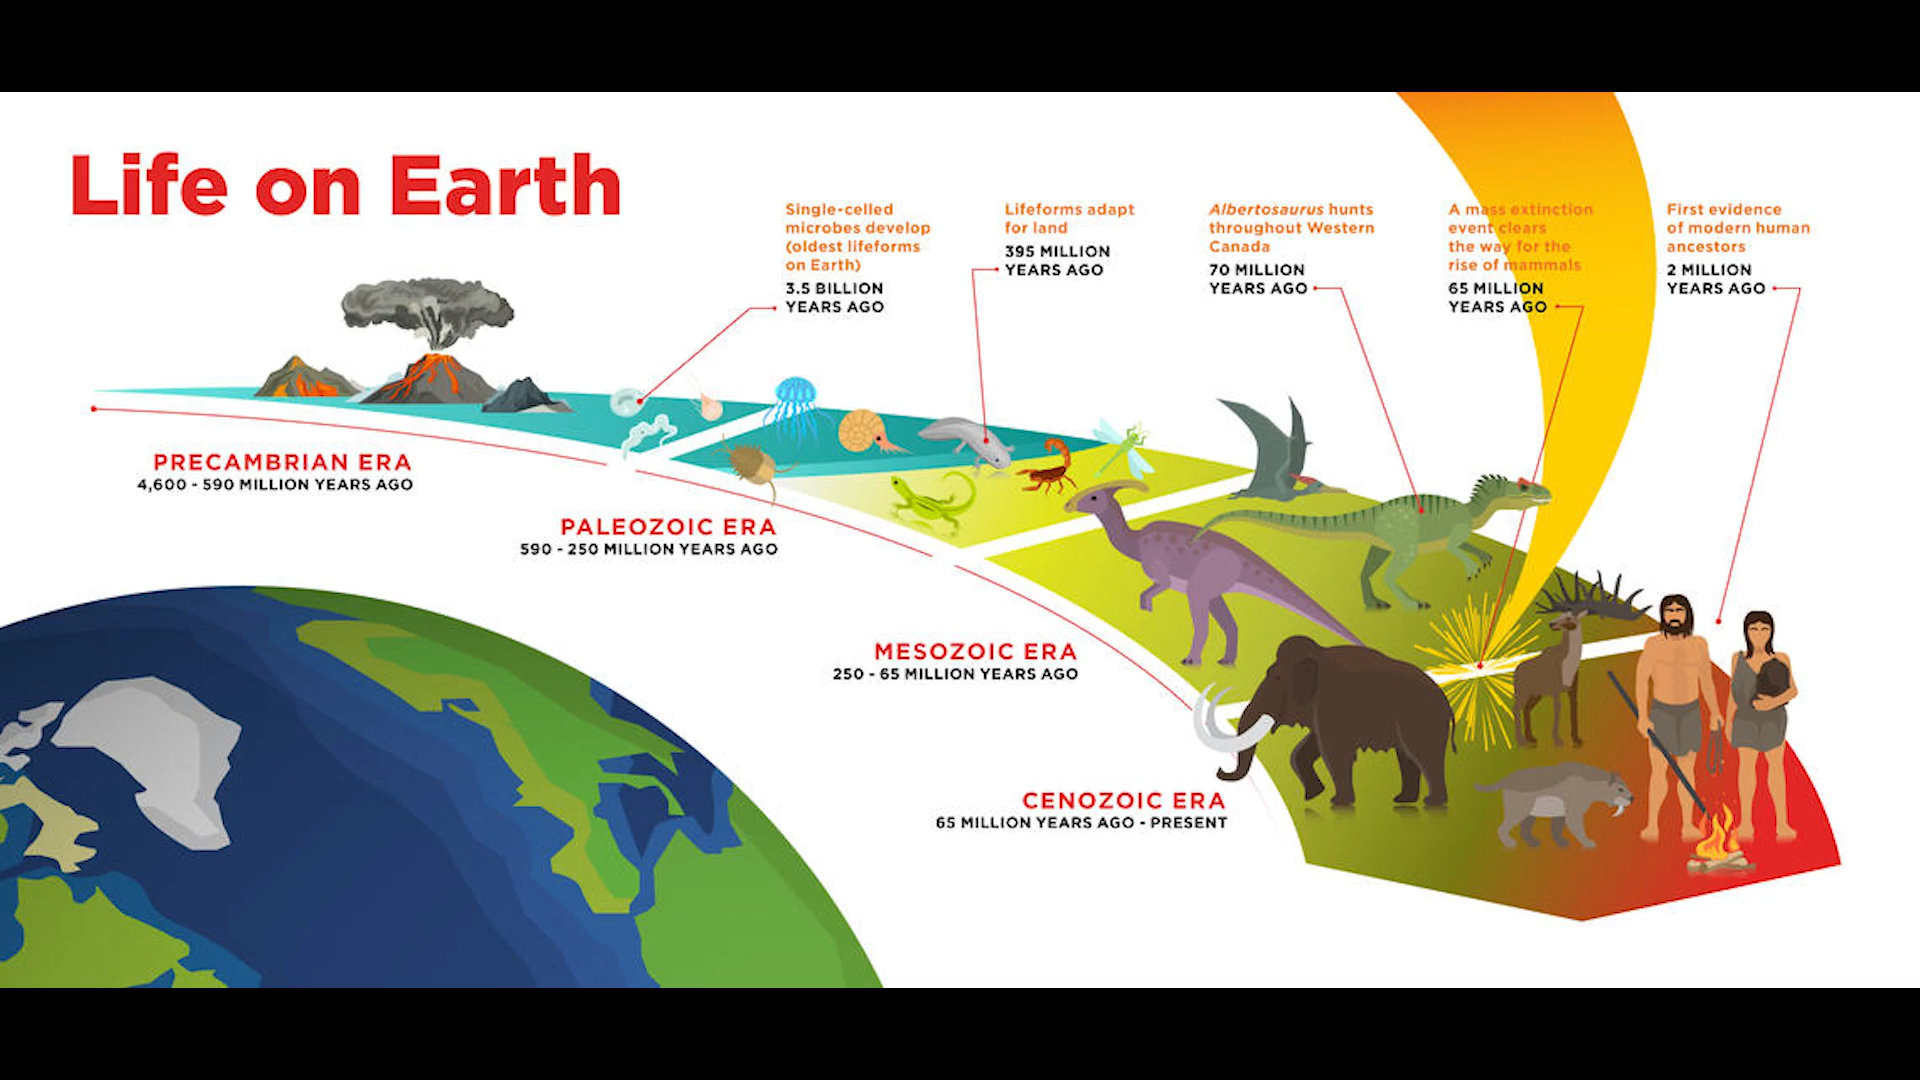 Life on Earth
Single-celled
microbes develop
(oldest lifeforms
on Earth)
3.5 BILLION
YEARS AGO
Lifeforms adapt
for land
395 MILLION
YEARS AGO
Albertosaurus hunts
throughout Western
Canada
70 MILLION
YEARS AGO
A mass extinction
event clears
the way for the
rise of mammals
65 MILLION
YEARS AGO
First evidence
of modern human
ancestors
2 MILLION
YEARS AGO
PRECAMBRIAN ERA
4,600 - 590 MILLION YEARS AGO
PALEOZOIC ERA
590 - 250 MILLION YEARS AGO
MESOZOIC ERA
250 - 65 MILLION YEARS AGO
CENOZOIC ERA
65 MILLION YEARS AGO - PRESENT